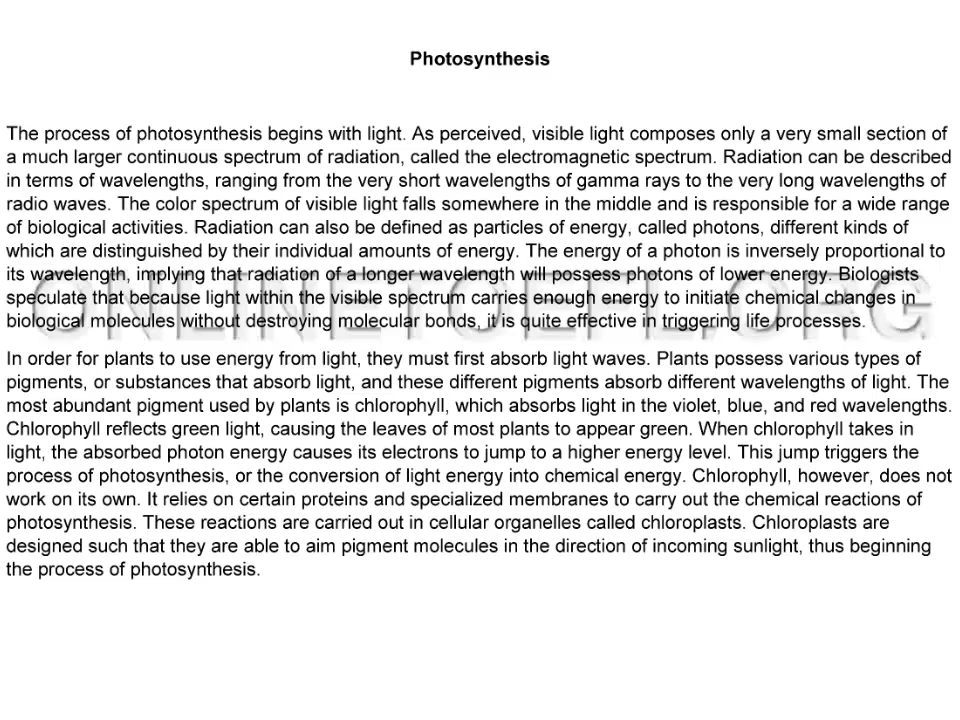 Photosynthesis
The process of photosynthesis begins with light. As perceived, visible light composes only a very small section of
a much larger continuous spectrum of radiation, called the electromagnetic spectrum. Radiation can be described
in terms of wavelengths, ranging from the very short wavelengths of gamma rays to the very long wavelengths of
radio waves. The color spectrum of visible light falls somewhere in the middle and is responsible for a wide range
of biological activities. Radiation can also be defined as particles of energy, called photons, different kinds of
which are distinguished by their individual amounts of energy. The energy of a photon is inversely proportional to
its wavelength, implying that radiation of a longer wavelength will possess photons of lower energy. Biologists
speculate that because light within the visible spectrum carries enough energy to initiate chemical changes in
biological molecules without destroying molecular bonds, it is quite effective in triggering life processes.
ONLINETOEFL.ORG
In order for plants to use energy from light, they must first absorb light waves. Plants possess various types of
pigments, or substances that absorb light, and these different pigments absorb different wavelengths of light. The
most abundant pigment used by plants is chlorophyll, which absorbs light in the violet, blue, and red wavelengths.
Chlorophyll reflects green light, causing the leaves of most plants to appear green. When chlorophyll takes in
light, the absorbed photon energy causes its electrons to jump to a higher energy level. This jump triggers the
process of photosynthesis, or the conversion of light energy into chemical energy. Chlorophyll, however, does not
work on its own. It relies on certain proteins and specialized membranes to carry out the chemical reactions of
photosynthesis. These reactions are carried out in cellular organelles called chloroplasts. Chloroplasts are
designed such that they are able to aim pigment molecules in the direction of incoming sunlight, thus beginning
the process of photosynthesis.